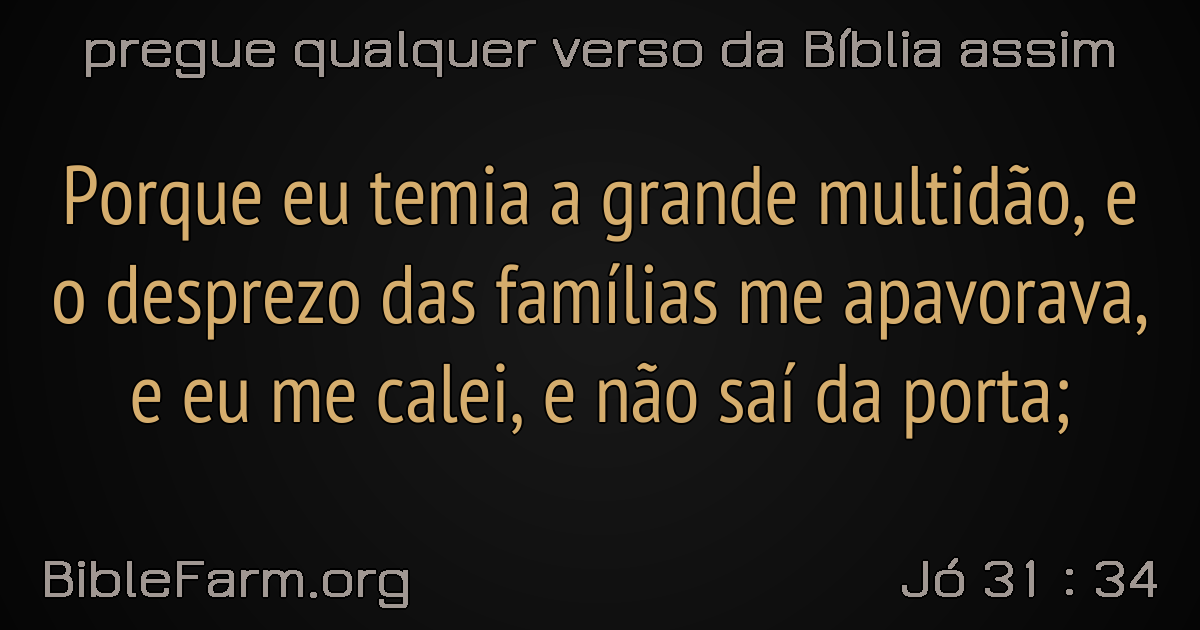 pregue qualquer verso da Bíblia assim
Porque eu temia a grande multidão, e
o desprezo das famílias me apavorava,
e eu me calei, e não saí da porta;
BibleFarm.org
Jó 31 : 34